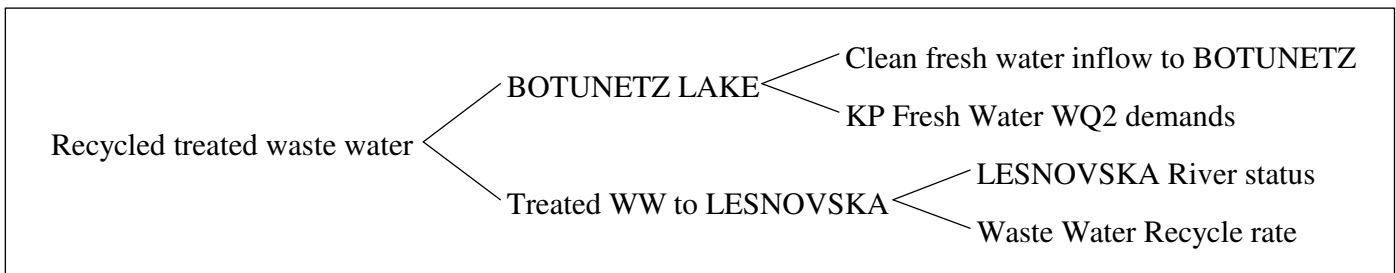 Clean fresh water inflow to BOTUNETZ
BOTUNETZ LAKE
KP Fresh Water WQ2 demands
Recycled treated waste water
LESNOVSKA River status
Treated WW to LESNOVSKA
Waste Water Recycle rate